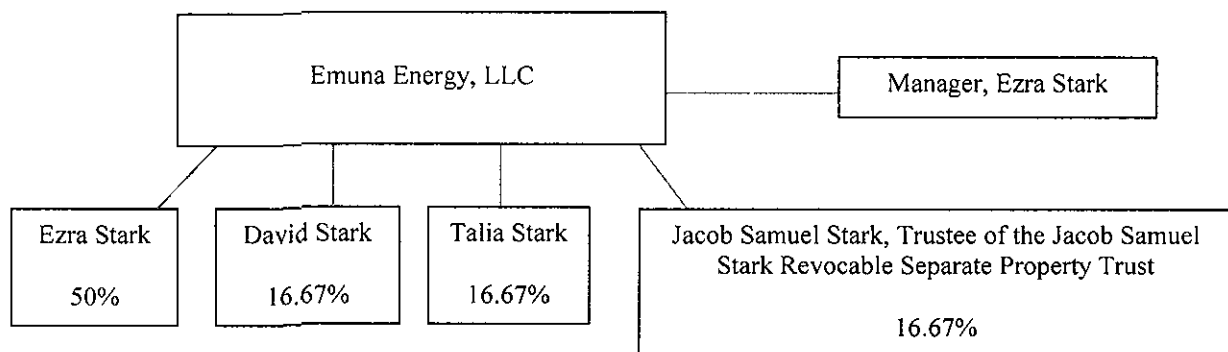 Emuna Energy, LLC
Manager, Ezra Stark
Ezra Stark
50%
David Stark
16.67%
Talia Stark
16.67%
Jacob Samuel Stark, Trustee of the Jacob Samuel
Stark Revocable Separate Property Trust
16.67%